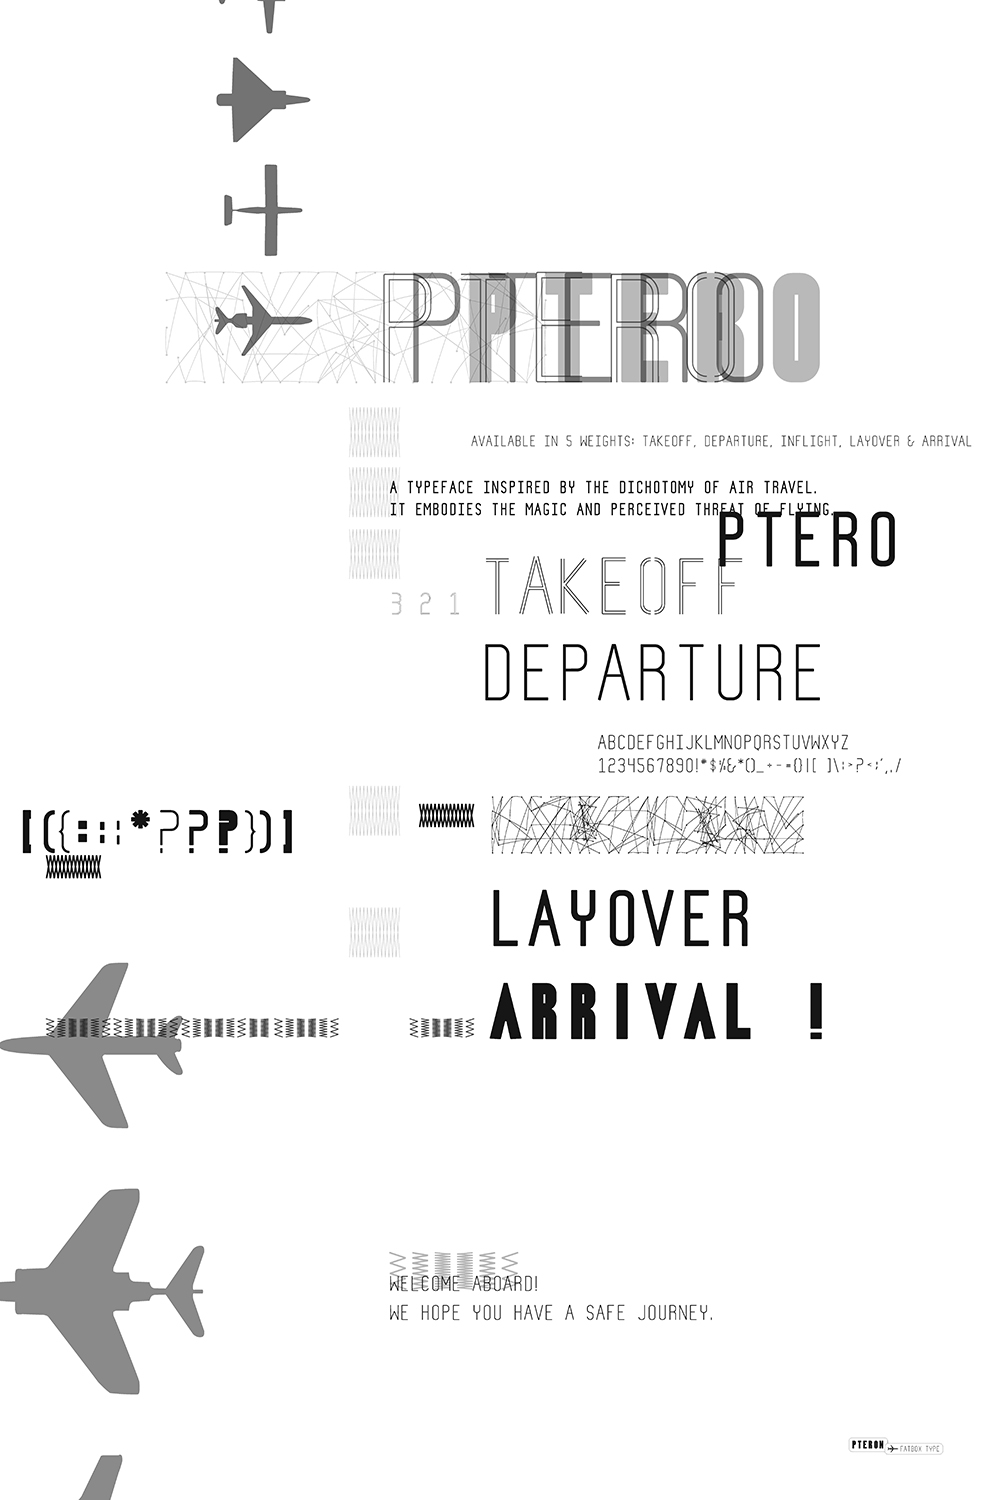 PTERO
AVAILABLE IN 5 WEIGHTS: TAKEOFF, DEPARTURE, INFLIGHT, LAYOVER & ARRIVAL
A TYPEFACE INSPIRED BY THE DICHOTOMY OF AIR TRAVEL.
IT EMBODIES THE MAGIC AND PERCEIVED THREAT OF FLYING.
PTERO
3 2 1 TAKEOFF
DEPARTURE
ABCDEFGHIJKLMNOPQRSTUVWXYZ
[({:::*???})]
LAYOVER
ARRIVAL !
WELCOME ABOARD!
WE HOPE YOU HAVE A SAFE JOURNEY.
PTERON FATBOX TYPE